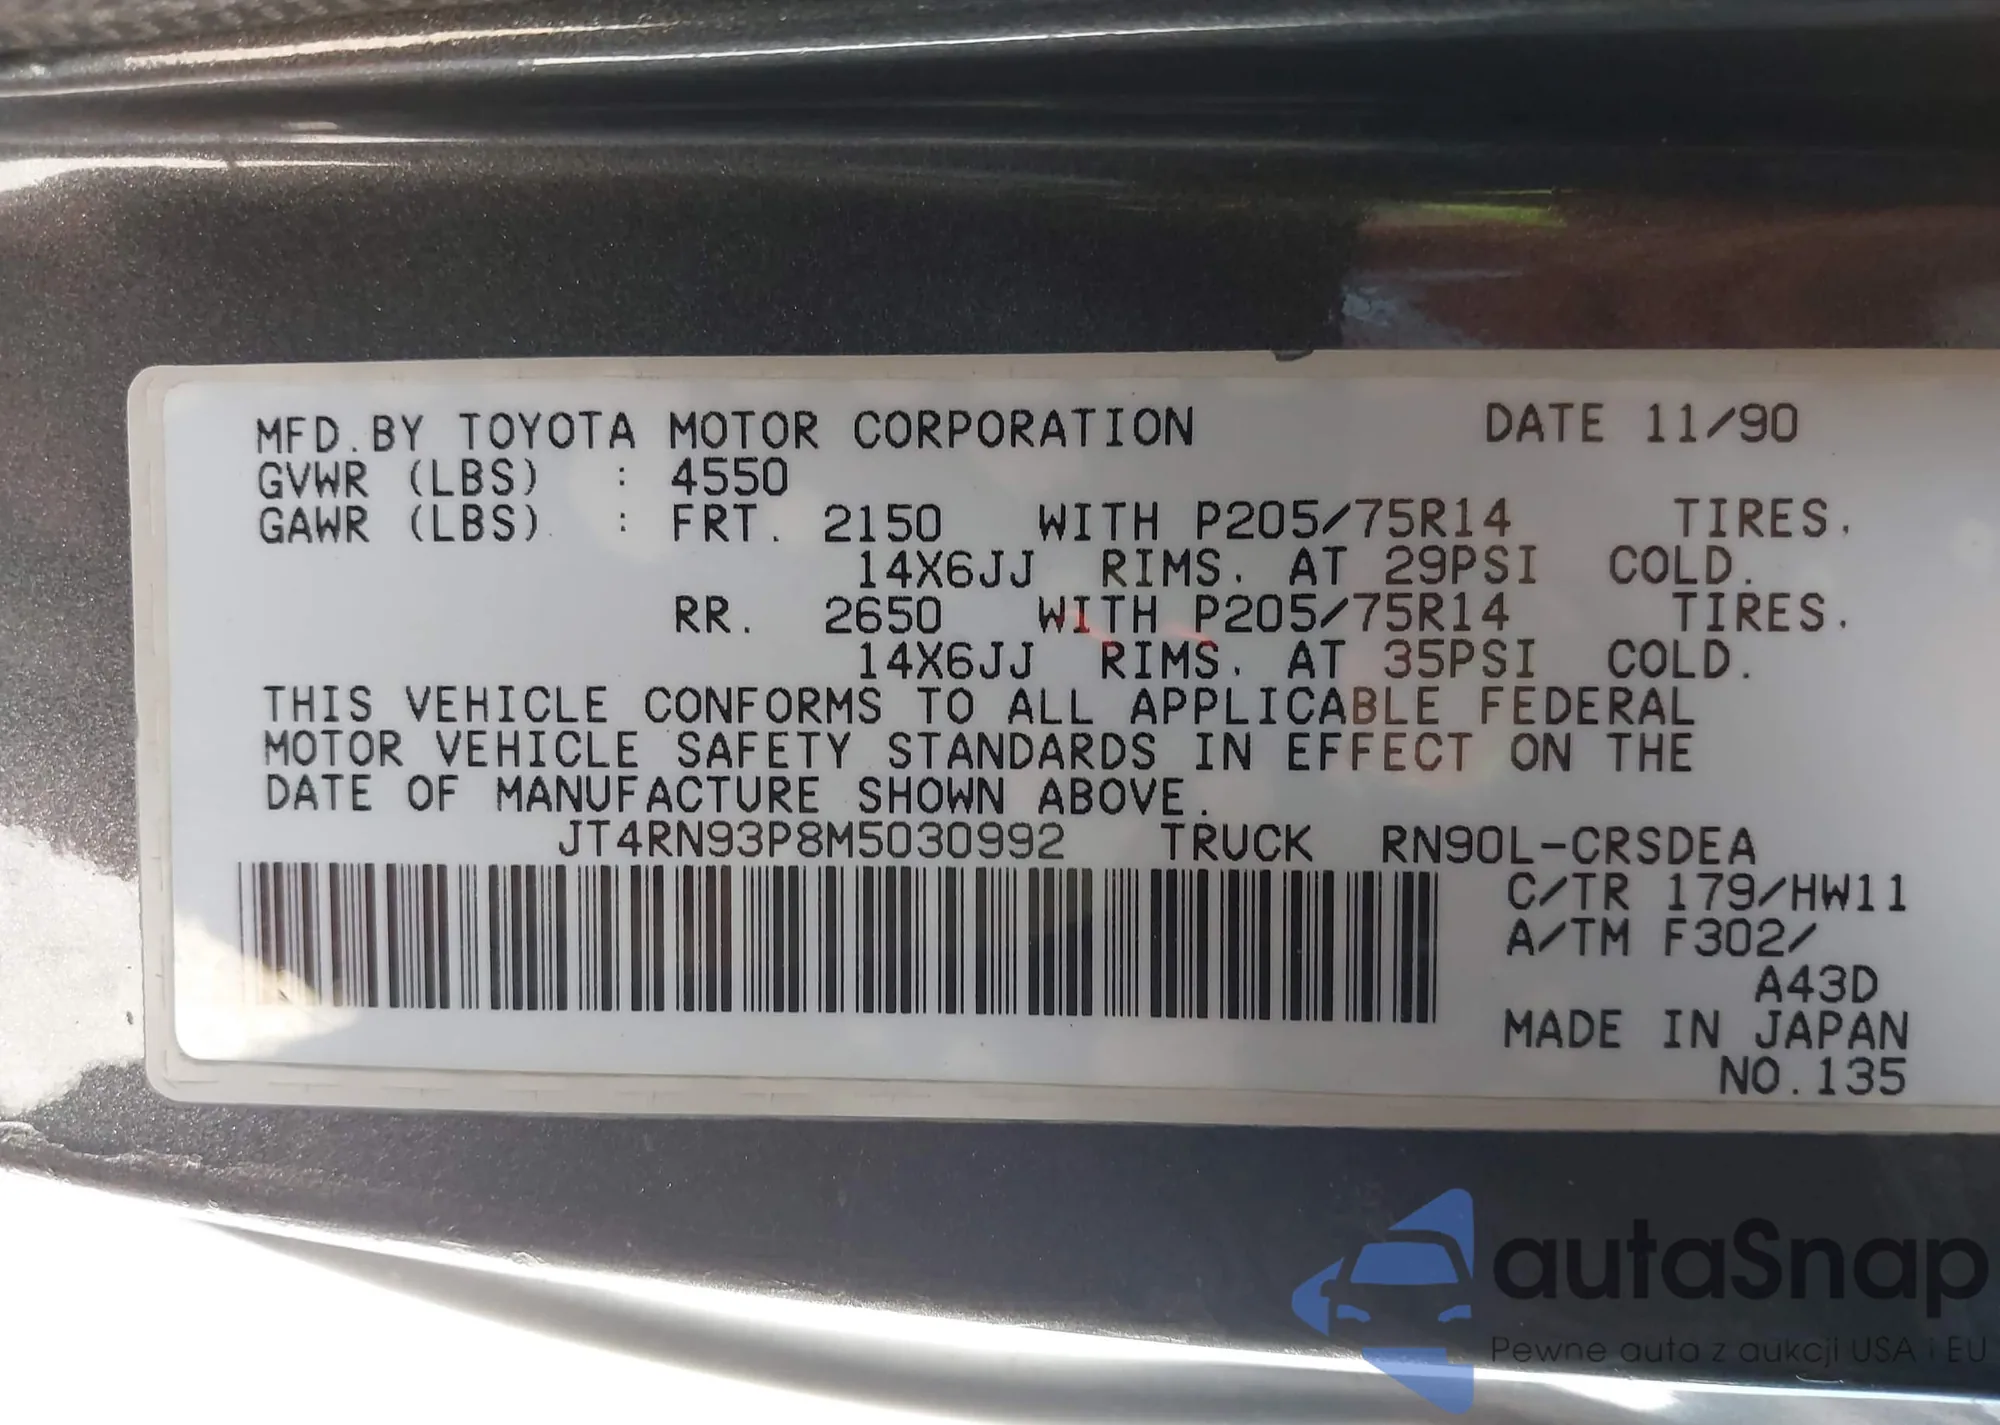 MFD.BY TOYOTA MOTOR CORPORATION DATE 11/90
GVWR (LBS) : 4550
GAWR (LBS) : FRT. 2150 WITH P205/75R14 TIRES.
14X6JJ RIMS. AT 29PSI COLD.
RR. 2650 WITH P205/75R14 TIRES.
14X6JJ RIMS. AT 35PSI COLD.
THIS VEHICLE CONFORMS TO ALL APPLICABLE FEDERAL
MOTOR VEHICLE SAFETY STANDARDS IN EFFECT ON THE
DATE OF MANUFACTURE SHOWN ABOVE.
JT4RN93P8M5030992 TRUCK RN90L-CRSDEA
C/TR 179/HW11
A/TM F302/
A43D
MADE IN JAPAN
NO.135
autaSnap
Pewne auta z aukcji USA i EU